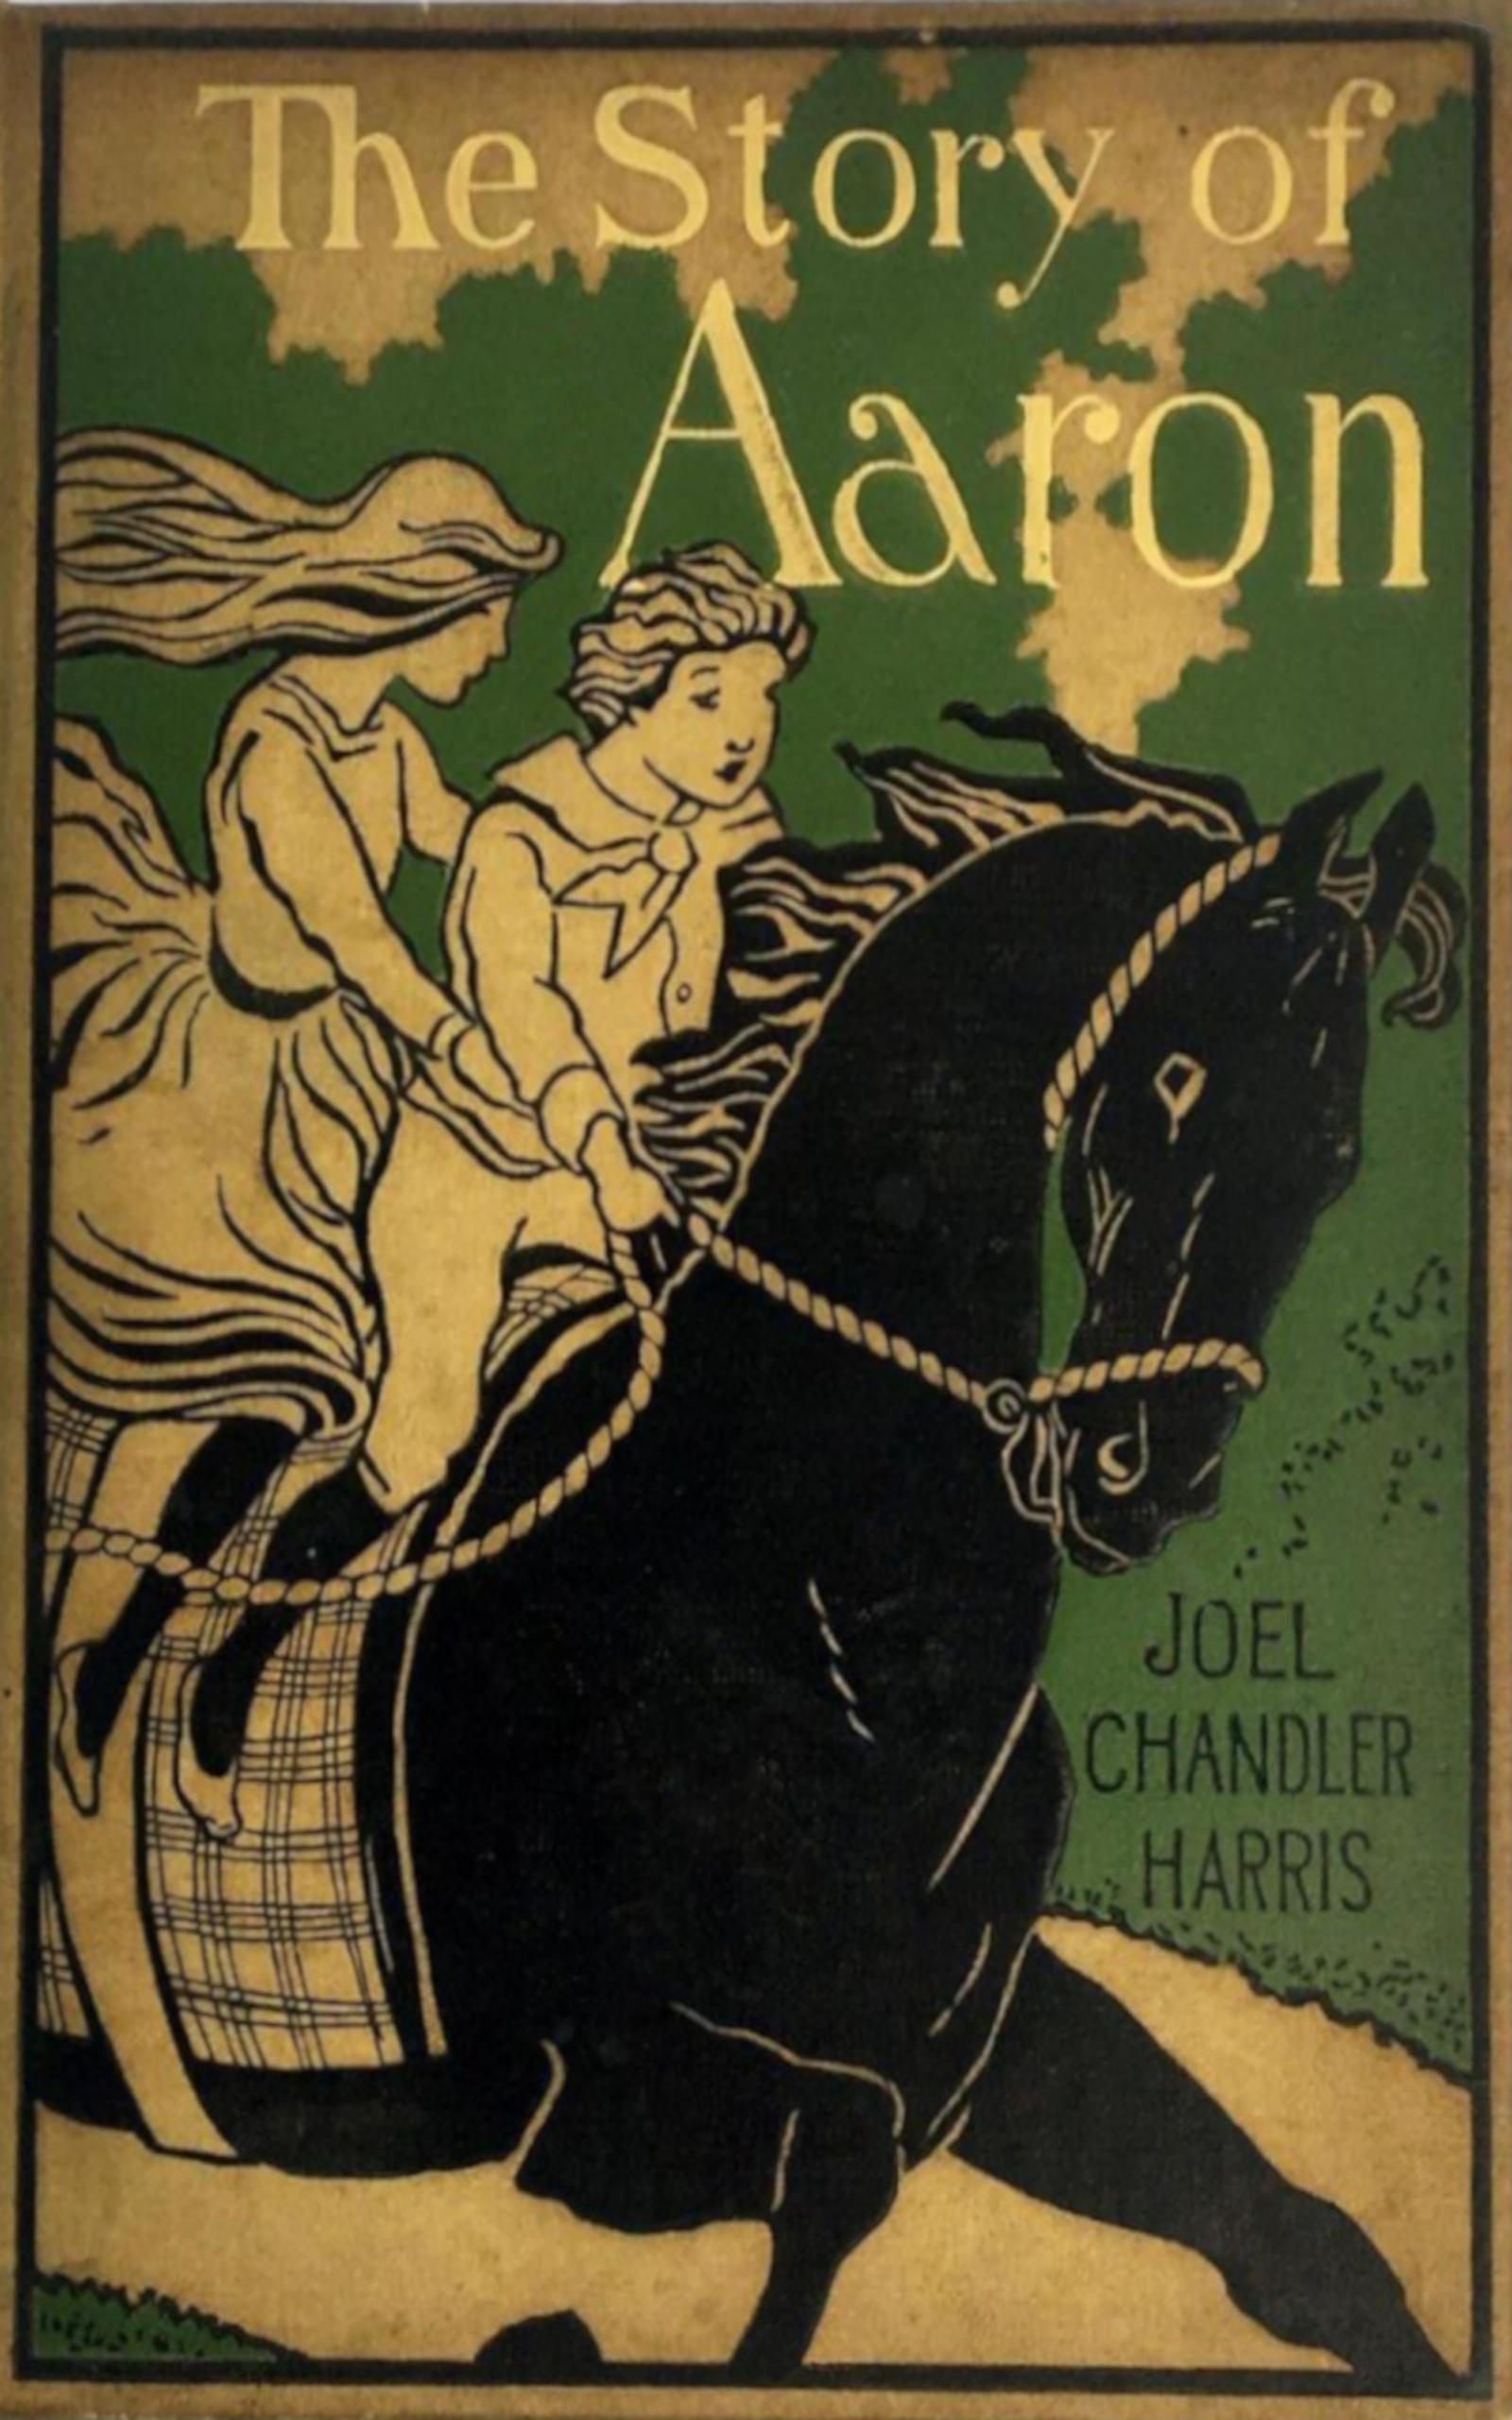 The Story of
Aaron
JOEL
CHANDLER
HARRIS